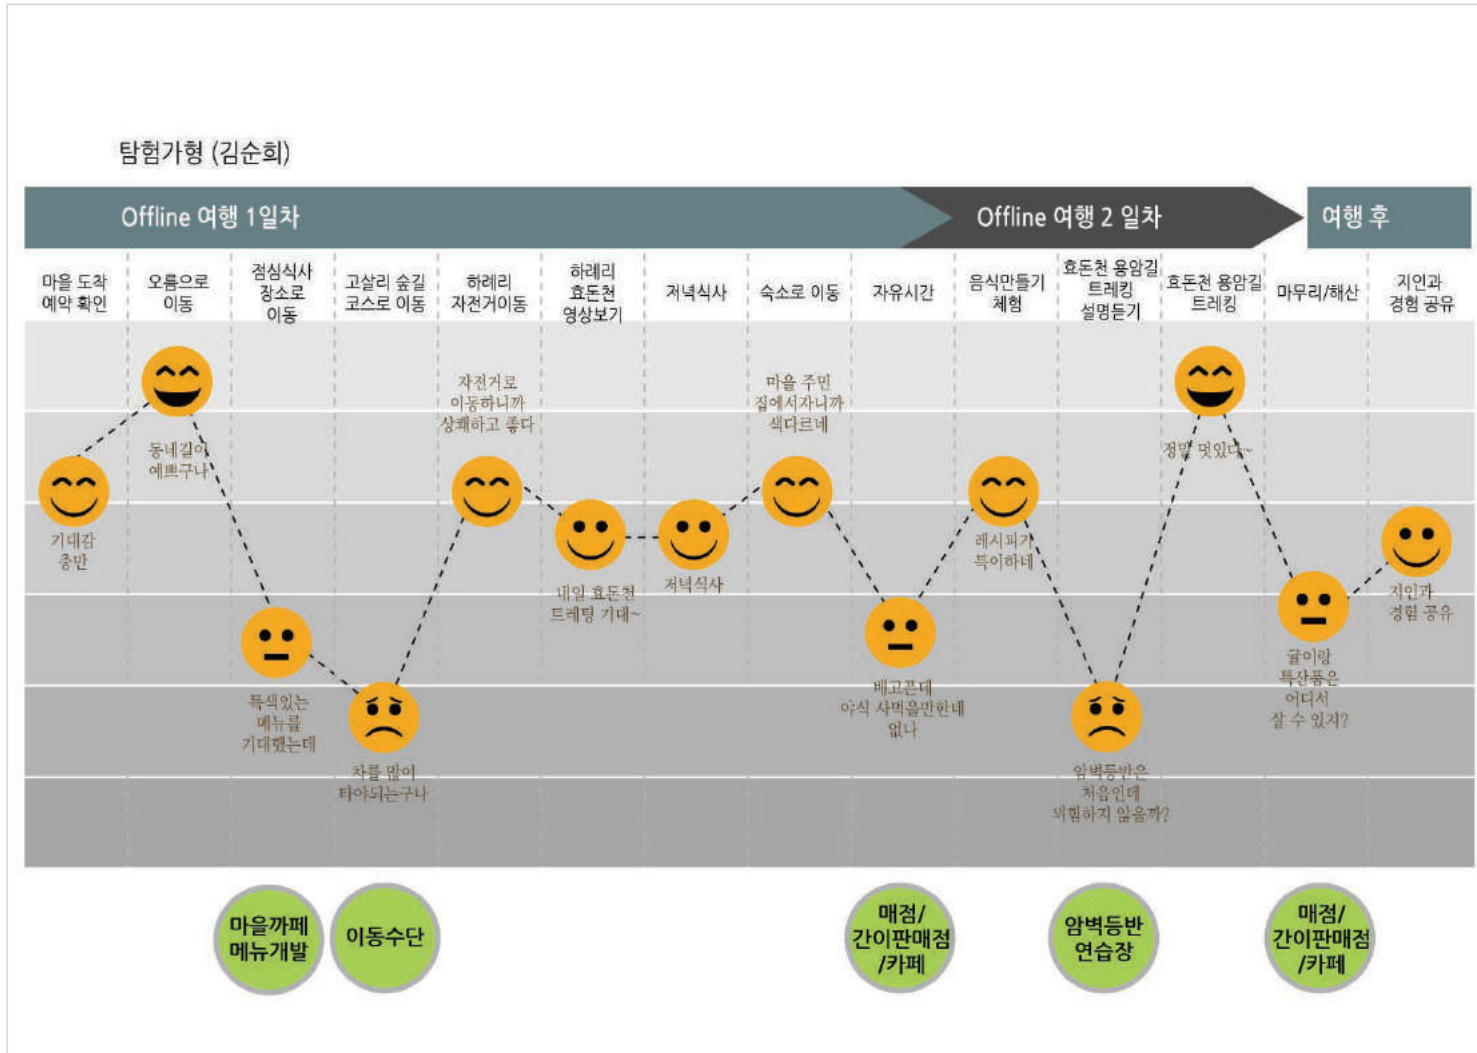 탐험가형 (김순희)
Offline 여행 1일차
Offline 여행 2 일차
여행 후
마을 도착
예약 확인
오름으로
이동
점심식사
장소로
이동
고살리 숲길
코스로 이동
하례리
자전거이동
하례리
효돈천
영상보기
저녁식사
숙소로 이동
자유시간
음식만들기
체험
효돈천 용암길
트레킹
설명듣기
효돈천 용암길
트레킹
마무리/해산
지인과
경험 공유
기대감
충만
동네길이
예쁘구나
특색있는
메뉴를
기대했는데
차를 많이
타야되는구나
자전거로
이동하니까
상쾌하고 좋다
내일 효돈천
트레팅 기대~
저녁식사
마을 주민
집에서자니까
색다르네
배고픈데
야식 사먹을만한데
없나
레시피가
특이하네
암벽등반은
처음인데
위험하지 않을까?
정말 멋있다~
귤이랑
특산품은
어디서
살 수 있지?
지인과
경험 공유
마을까페
메뉴개발
이동수단
매점/
간이판매점
/카페
암벽등반
연습장
매점/
간이판매점
/카페